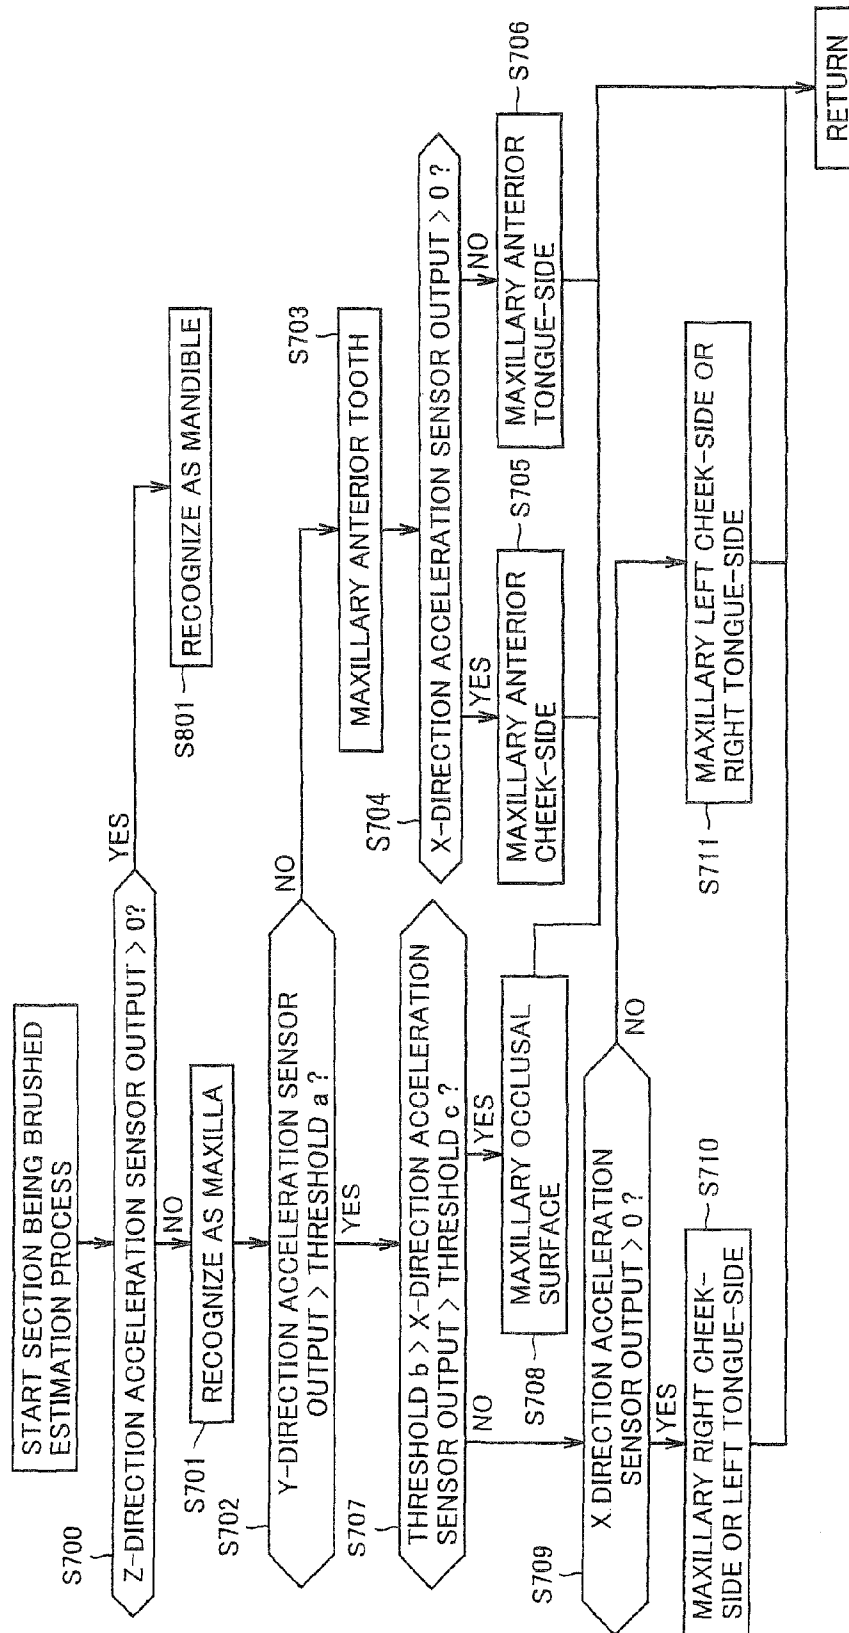 START SECTION BEING BRUSHED
ESTIMATION PROCESS
S700
Z-DIRECTION ACCELERATION SENSOR OUTPUT > 0?
YES
NO
S701
RECOGNIZE AS MAXILLA
S801
RECOGNIZE AS MANDIBLE
S702
Y-DIRECTION ACCELERATION SENSOR
OUTPUT > THRESHOLD a ?
NO
YES
S703
MAXILLARY ANTERIOR TOOTH
S704
X-DIRECTION ACCELERATION SENSOR OUTPUT > 0 ?
YES
NO
S705
MAXILLARY ANTERIOR
CHEEK-SIDE
S706
MAXILLARY ANTERIOR
TONGUE-SIDE
S707
THRESHOLD b > X-DIRECTION ACCELERATION
SENSOR OUTPUT > THRESHOLD c ?
NO
YES
S708
MAXILLARY OCCLUSAL
SURFACE
S709
X.DIRECTION ACCELERATION
SENSOR OUTPUT > 0 ?
NO
YES
S710
MAXILLARY RIGHT CHEEK-
SIDE OR LEFT TONGUE-SIDE
S711
MAXILLARY LEFT CHEEK-SIDE OR
RIGHT TONGUE-SIDE
RETURN